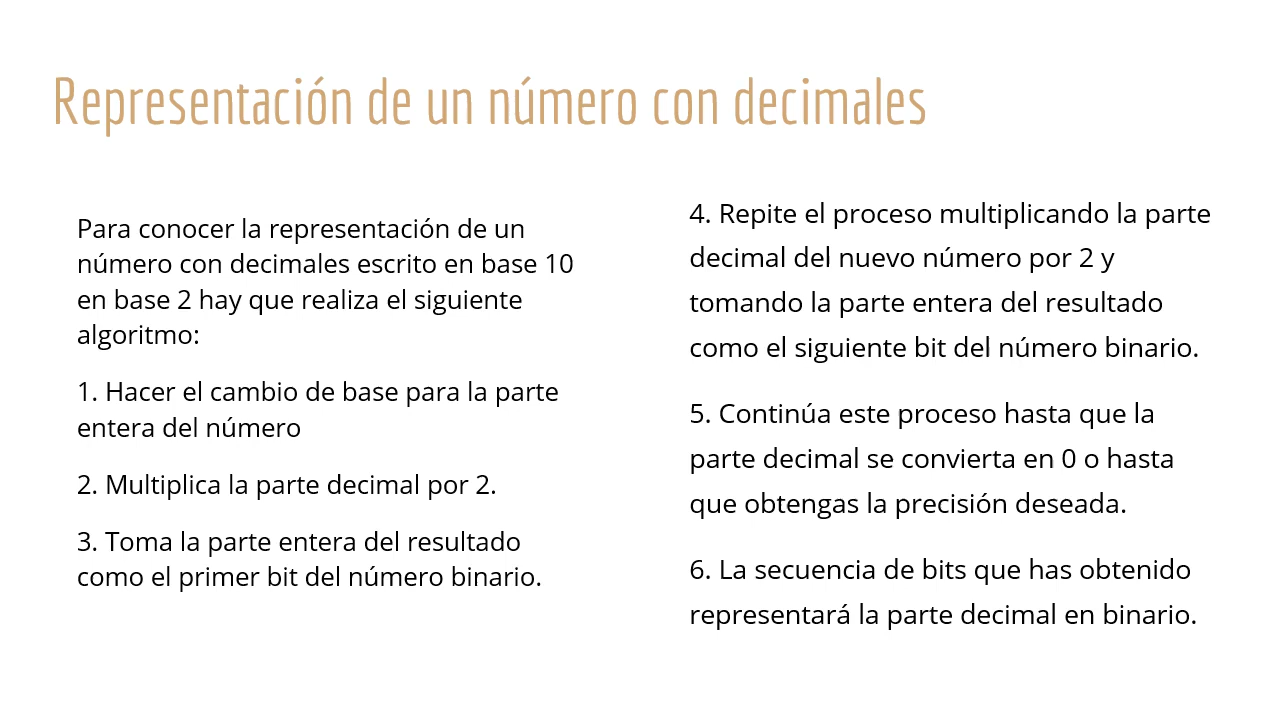 Representación de un número con decimales
Para conocer la representación de un
número con decimales escrito en base 10
en base 2 hay que realiza el siguiente
algoritmo:
1. Hacer el cambio de base para la parte
entera del número
2. Multiplica la parte decimal por 2.
3. Toma la parte entera del resultado
como el primer bit del número binario.
4. Repite el proceso multiplicando la parte
decimal del nuevo número por 2 y
tomando la parte entera del resultado
como el siguiente bit del número binario.
5. Continúa este proceso hasta que la
parte decimal se convierta en 0 o hasta
que obtengas la precisión deseada.
6. La secuencia de bits que has obtenido
representará la parte decimal en binario.